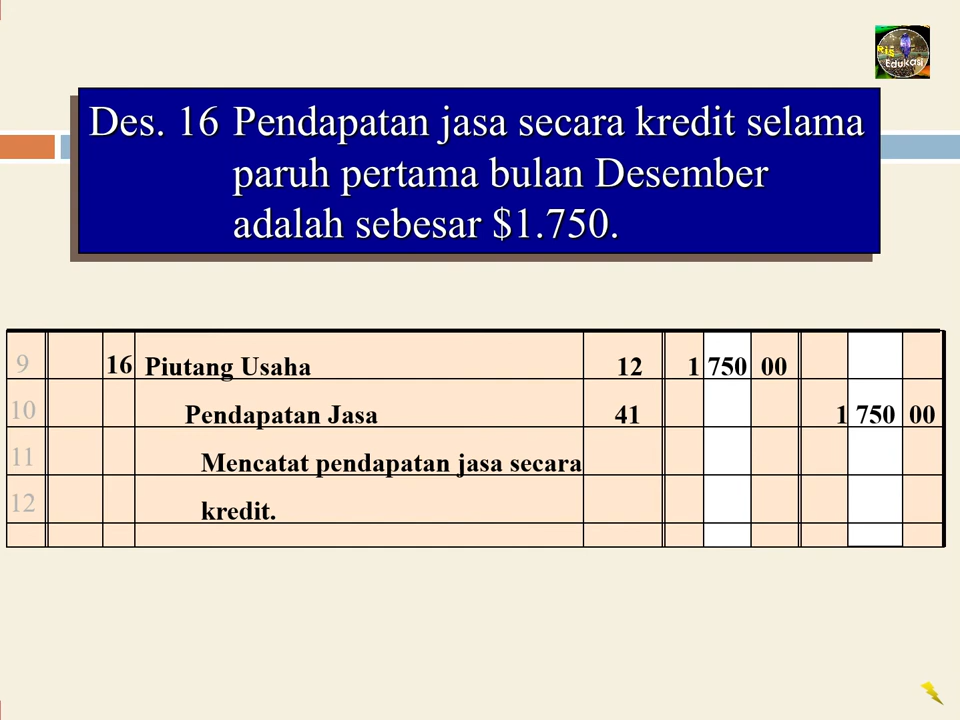 Ris
Edukasi
Des. 16 Pendapatan jasa secara kredit selama
paruh pertama bulan Desember
adalah sebesar $1.750.
9 16 Piutang Usaha 12 1 750 00
10 Pendapatan Jasa 41 1 750 00
11 Mencatat pendapatan jasa secara
12 kredit.